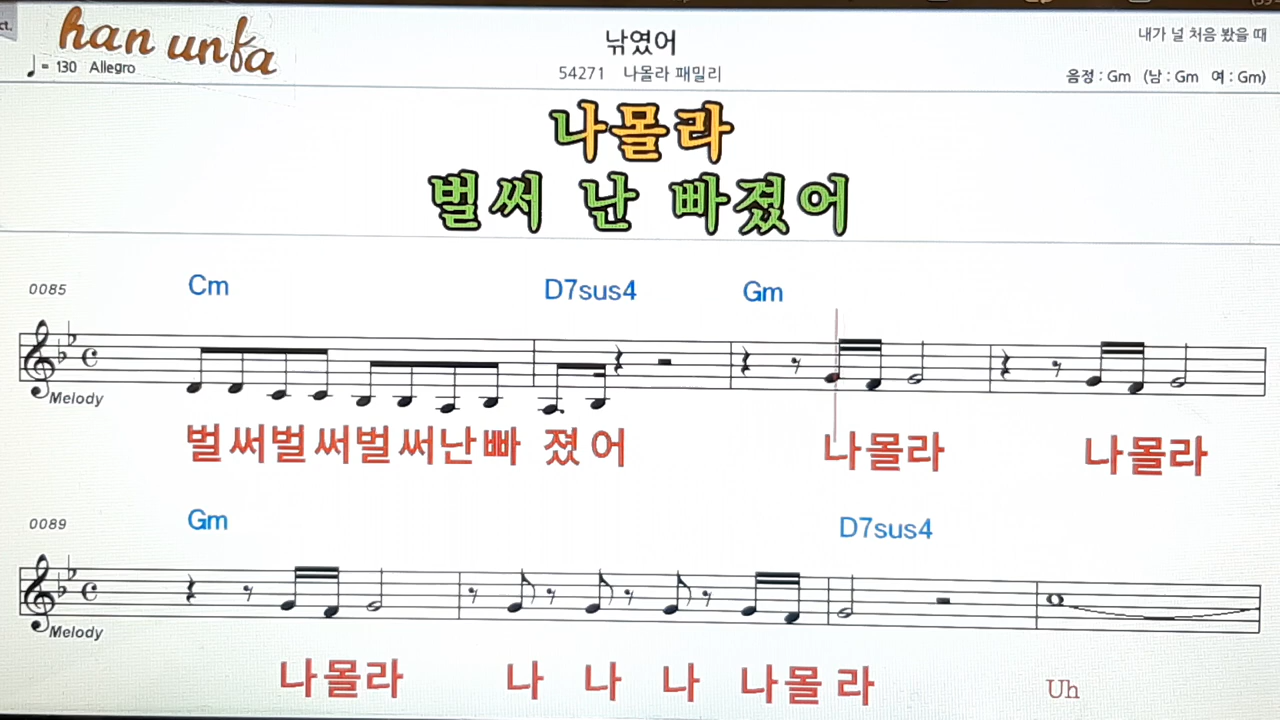 ct.
han unfa
♩= 130 Allegro
낚였어
54271 나몰라 패밀리
내가 널 처음 봤을 때
음정 : Gm (남 : Gm 여 : Gm)
나몰라
벌써 난 빠졌어
0085
Cm D7sus4 Gm
Melody
벌써벌써벌써난빠 졌어 나몰라 나몰라
0089
Gm D7sus4
Melody
나몰라 나 나 나 나몰라 Uh